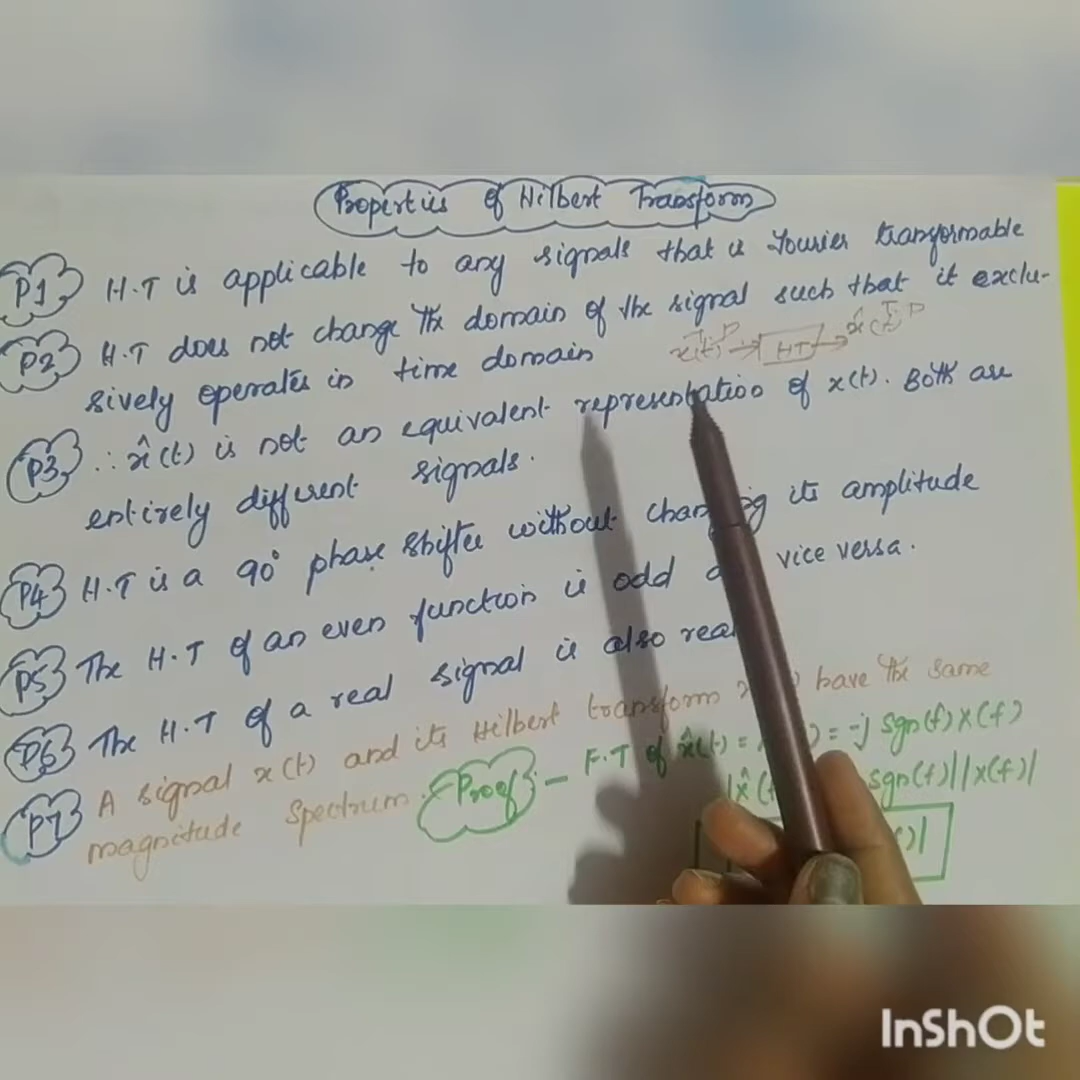 Properties of Hilbert Transform
P1 H.T is applicable to any signals that is Fourier transformable
P2 H.T does not change the domain of the signal such that it exclu-
sively operates in time domain
x(t) → HT → x̂(t)
P3 ∴ x̂(t) is not an equivalent representation of x(t). Both are
entirely different signals.
P4 H.T is a 90° phase shifter without its amplitude
P5 The H.T of an even function is odd vice versa.
P6 The H.T of a real signal is also real
P7 A signal x(t) and its Hilbert transform have the same
magnitude spectrum.
Proof :- F.T of x̂(t) = = -j sgn(f) X(f)
sgn(f)||X(f)|
InShOt